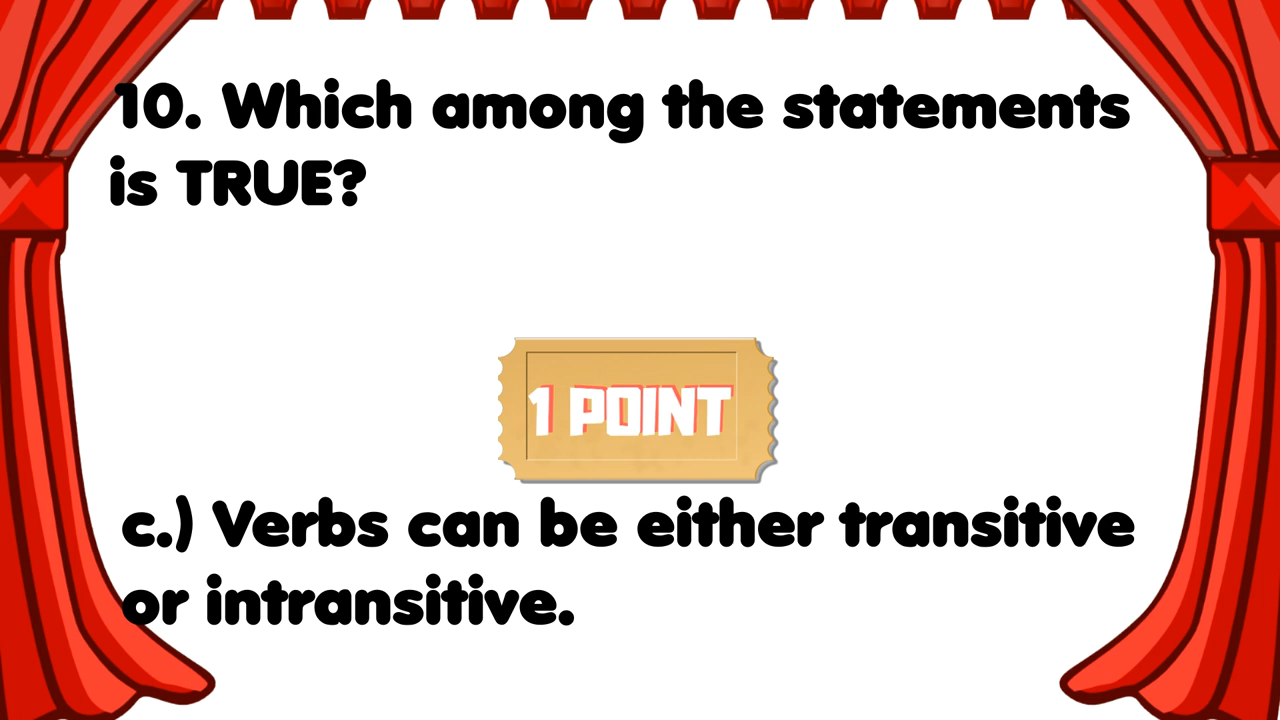 10. Which among the statements
is TRUE?
1 POINT
c.) Verbs can be either transitive
or intransitive.